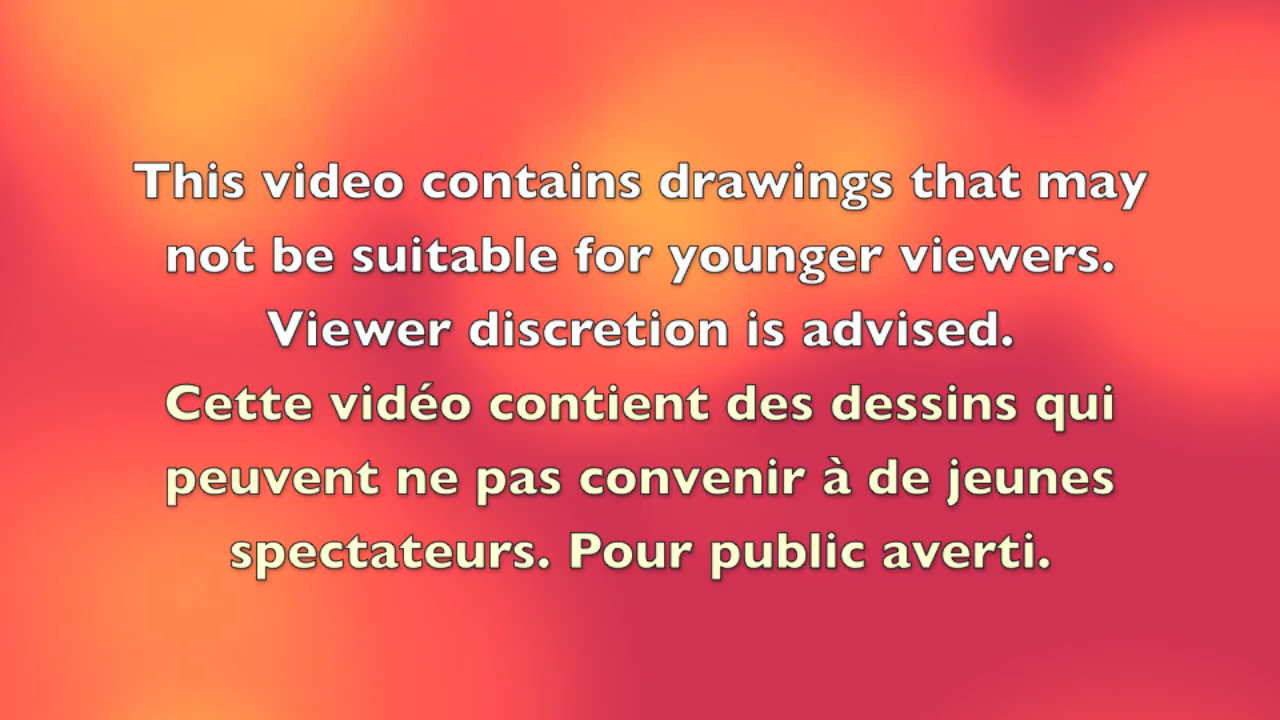 This video contains drawings that may
not be suitable for younger viewers.
Viewer discretion is advised.
Cette vidéo contient des dessins qui
peuvent ne pas convenir à de jeunes
spectateurs. Pour public averti.